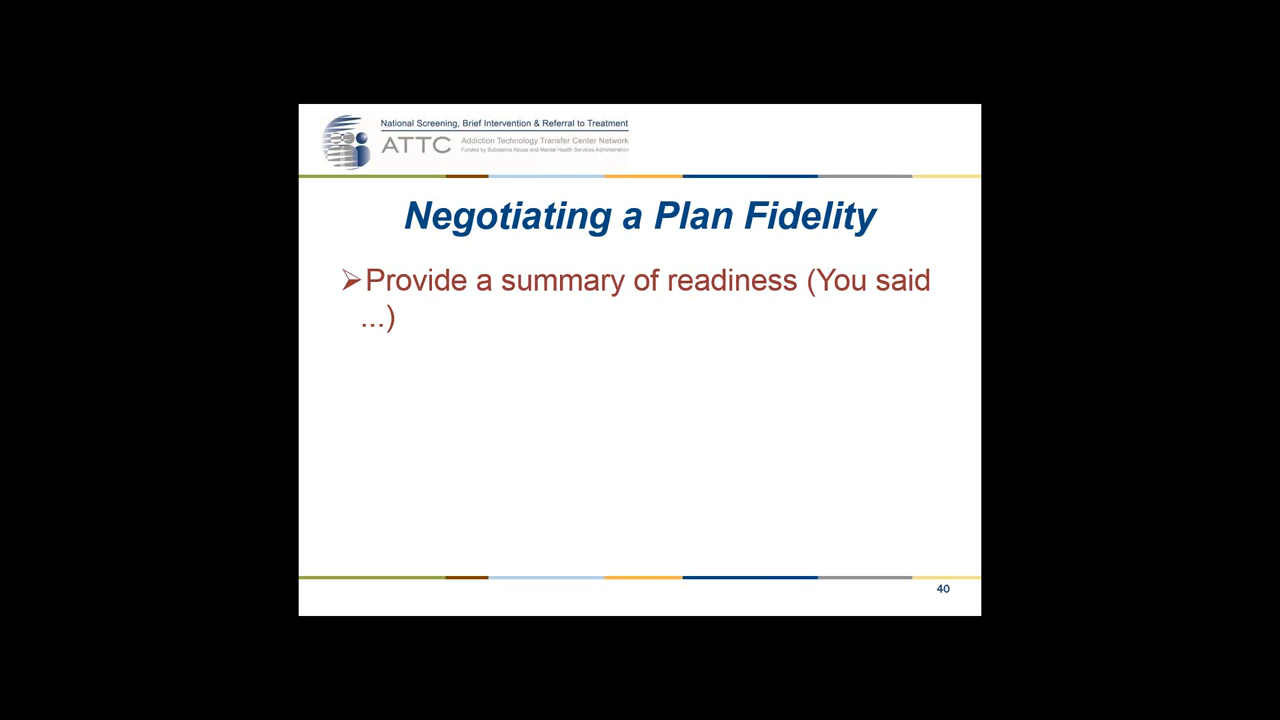 National Screening, Brief Intervention & Referral to Treatment
ATTC Addiction Technology Transfer Center Network
Funded by Substance Abuse and Mental Health Services Administration
Negotiating a Plan Fidelity
➢Provide a summary of readiness (You said
...)
40